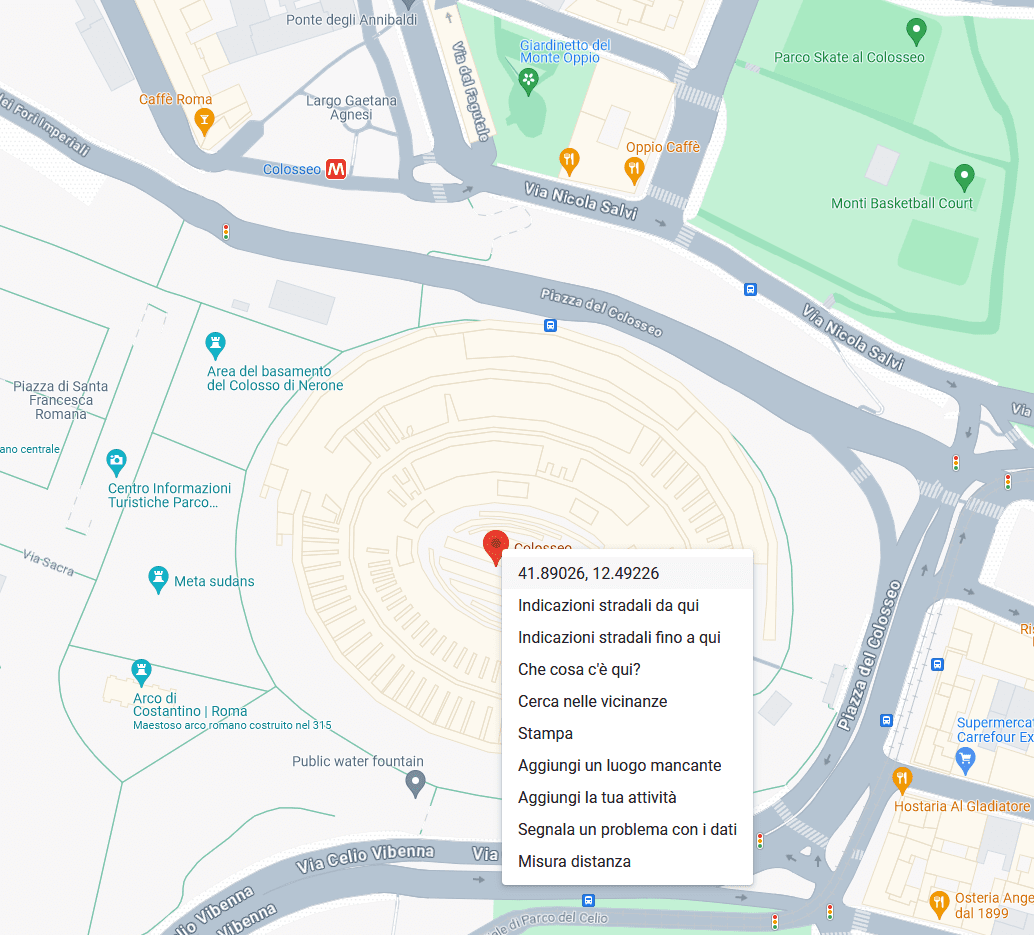 Ponte degli Annibaldi
Giardinetto del
Monte Oppio
Parco Skate al Colosseo
Via del Fagutale
Caffè Roma
Largo Gaetana
Agnesi
dei Fori Imperiali
Oppio Caffè
Colosseo
M
Via Nicola Salvi
Monti Basketball Court
Piazza del Colosseo
Via Nicola Salvi
Area del basamento
del Colosso di Nerone
Piazza di Santa
Francesca
Romana
Via
ano centrale
Centro Informazioni
Turistiche Parco...
Colosseo
Via Sacra
Meta sudans
41.89026, 12.49226
Indicazioni stradali da qui
Indicazioni stradali fino a qui
Che cosa c'è qui?
Cerca nelle vicinanze
Stampa
Aggiungi un luogo mancante
Aggiungi la tua attività
Segnala un problema con i dati
Misura distanza
Piazza del Colosseo
Ris
Arco di
Costantino | Roma
Maestoso arco romano costruito nel 315
Supermerca
Carrefour Ex
Public water fountain
Hostaria Al Gladiatore
Via Celio Vibenna
Via
lio Vibenna
Vibenna
ale di Parco del Celio
Osteria Ange
dal 1899